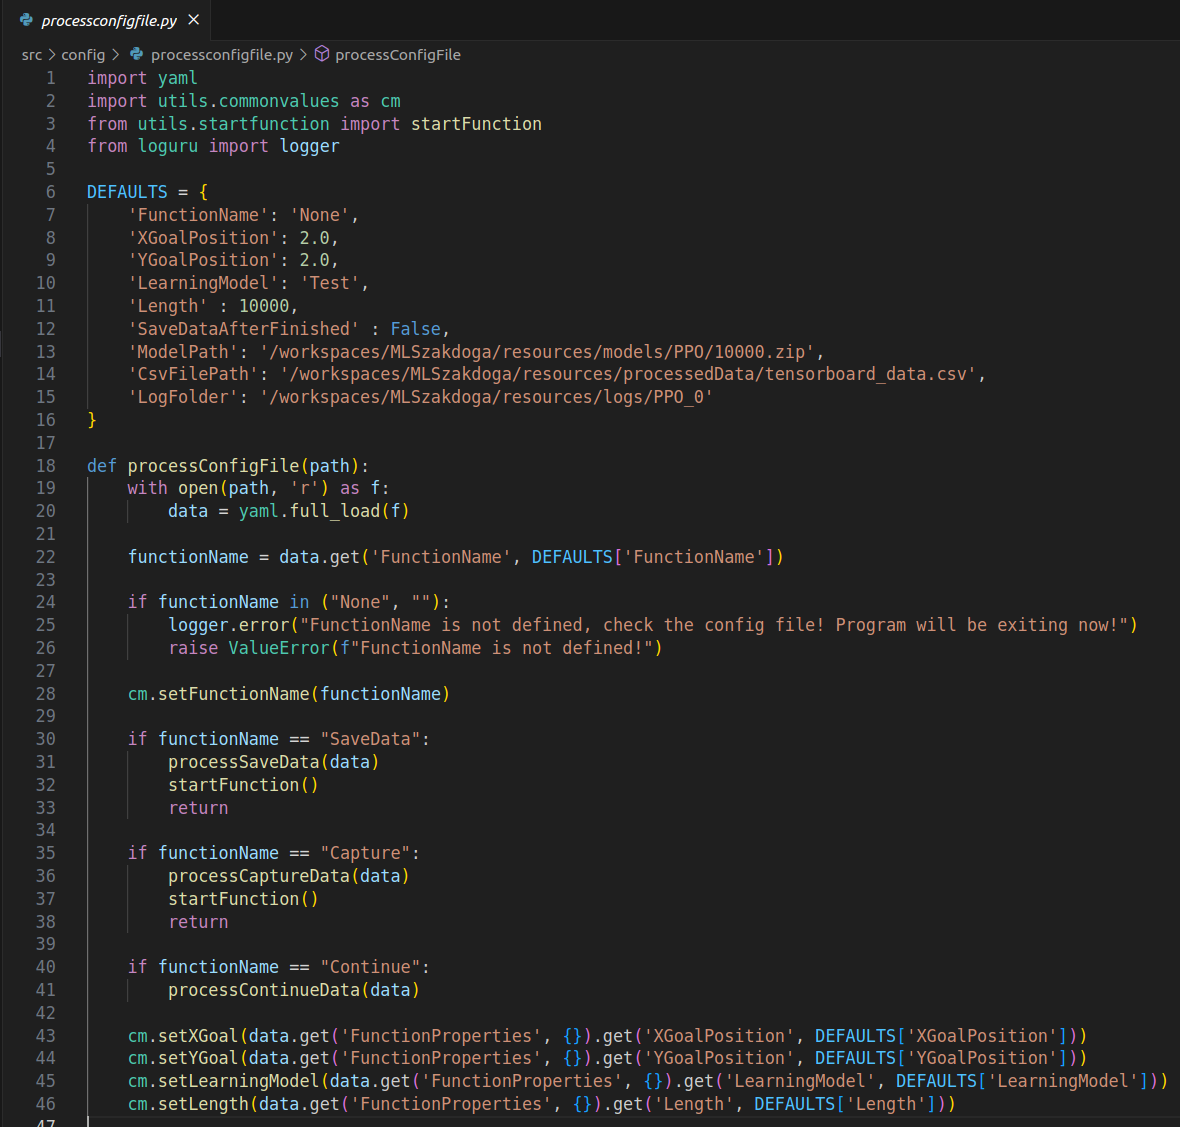 processconfigfile.py
src > config > processconfigfile.py > processConfigFile
1 import yaml
2 import utils.commonvalues as cm
3 from utils.startfunction import startFunction
4 from loguru import logger
5
6 DEFAULTS = {
7     'FunctionName': 'None',
8     'XGoalPosition': 2.0,
9     'YGoalPosition': 2.0,
10     'LearningModel': 'Test',
11     'Length' : 10000,
12     'SaveDataAfterFinished' : False,
13     'ModelPath': '/workspaces/MLSzakdoga/resources/models/PPO/10000.zip',
14     'CsvFilePath': '/workspaces/MLSzakdoga/resources/processedData/tensorboard_data.csv',
15     'LogFolder': '/workspaces/MLSzakdoga/resources/logs/PPO_0'
16 }
17
18 def processConfigFile(path):
19     with open(path, 'r') as f:
20         data = yaml.full_load(f)
21
22     functionName = data.get('FunctionName', DEFAULTS['FunctionName'])
23
24     if functionName in ("None", ""):
25         logger.error("FunctionName is not defined, check the config file! Program will be exiting now!")
26         raise ValueError(f"FunctionName is not defined!")
27
28     cm.setFunctionName(functionName)
29
30     if functionName == "SaveData":
31         processSaveData(data)
32         startFunction()
33         return
34
35     if functionName == "Capture":
36         processCaptureData(data)
37         startFunction()
38         return
39
40     if functionName == "Continue":
41         processContinueData(data)
42
43     cm.setXGoal(data.get('FunctionProperties', {}).get('XGoalPosition', DEFAULTS['XGoalPosition']))
44     cm.setYGoal(data.get('FunctionProperties', {}).get('YGoalPosition', DEFAULTS['YGoalPosition']))
45     cm.setLearningModel(data.get('FunctionProperties', {}).get('LearningModel', DEFAULTS['LearningModel']))
46     cm.setLength(data.get('FunctionProperties', {}).get('Length', DEFAULTS['Length']))
47